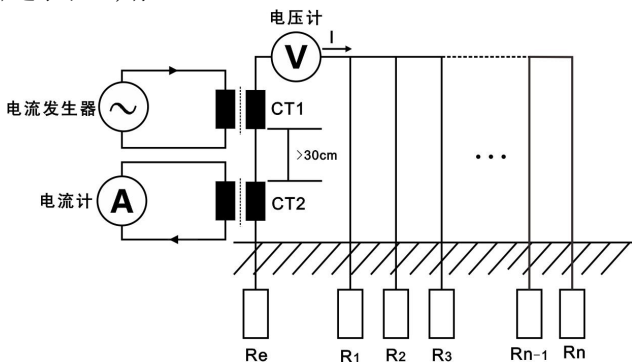 电压计
V
I
电流发生器
CT1
>30cm
电流计
A
CT2
...
Re
R1
R2
R3
Rn-1
Rn